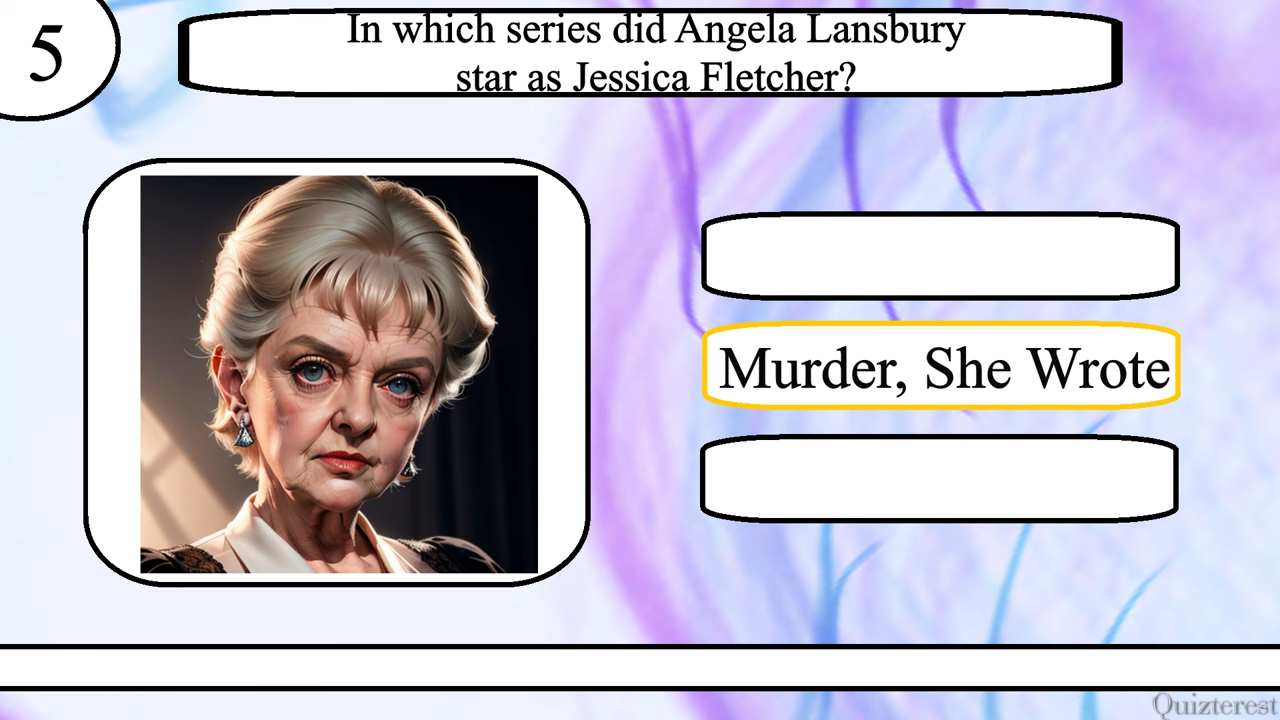 5
In which series did Angela Lansbury
star as Jessica Fletcher?
Murder, She Wrote
Quizterest